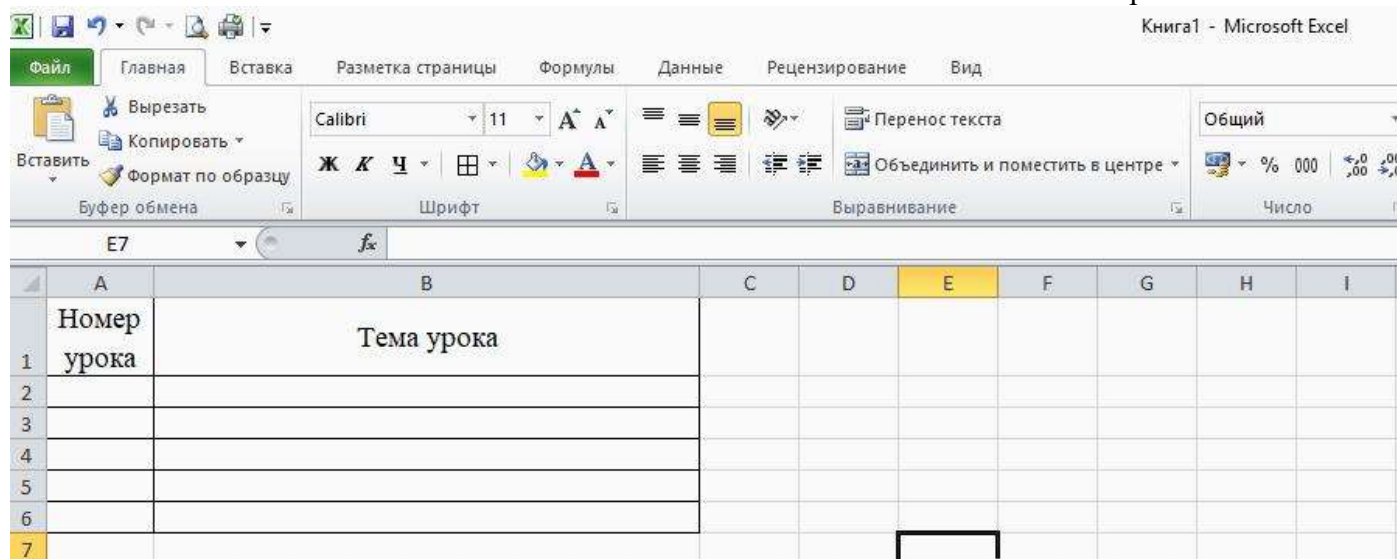 Книга1 - Microsoft Excel
Файл Главная Вставка Разметка страницы Формулы Данные Рецензирование Вид
Вставить
Вырезать
Копировать
Формат по образцу
Буфер обмена
Calibri 11
Ж К Ч
Шрифт
Перенос текста
Объединить и поместить в центре
Выравнивание
Общий
% 000
Число
E7 fx
A B C D E F G H I
1 Номер урока Тема урока
2
3
4
5
6
7